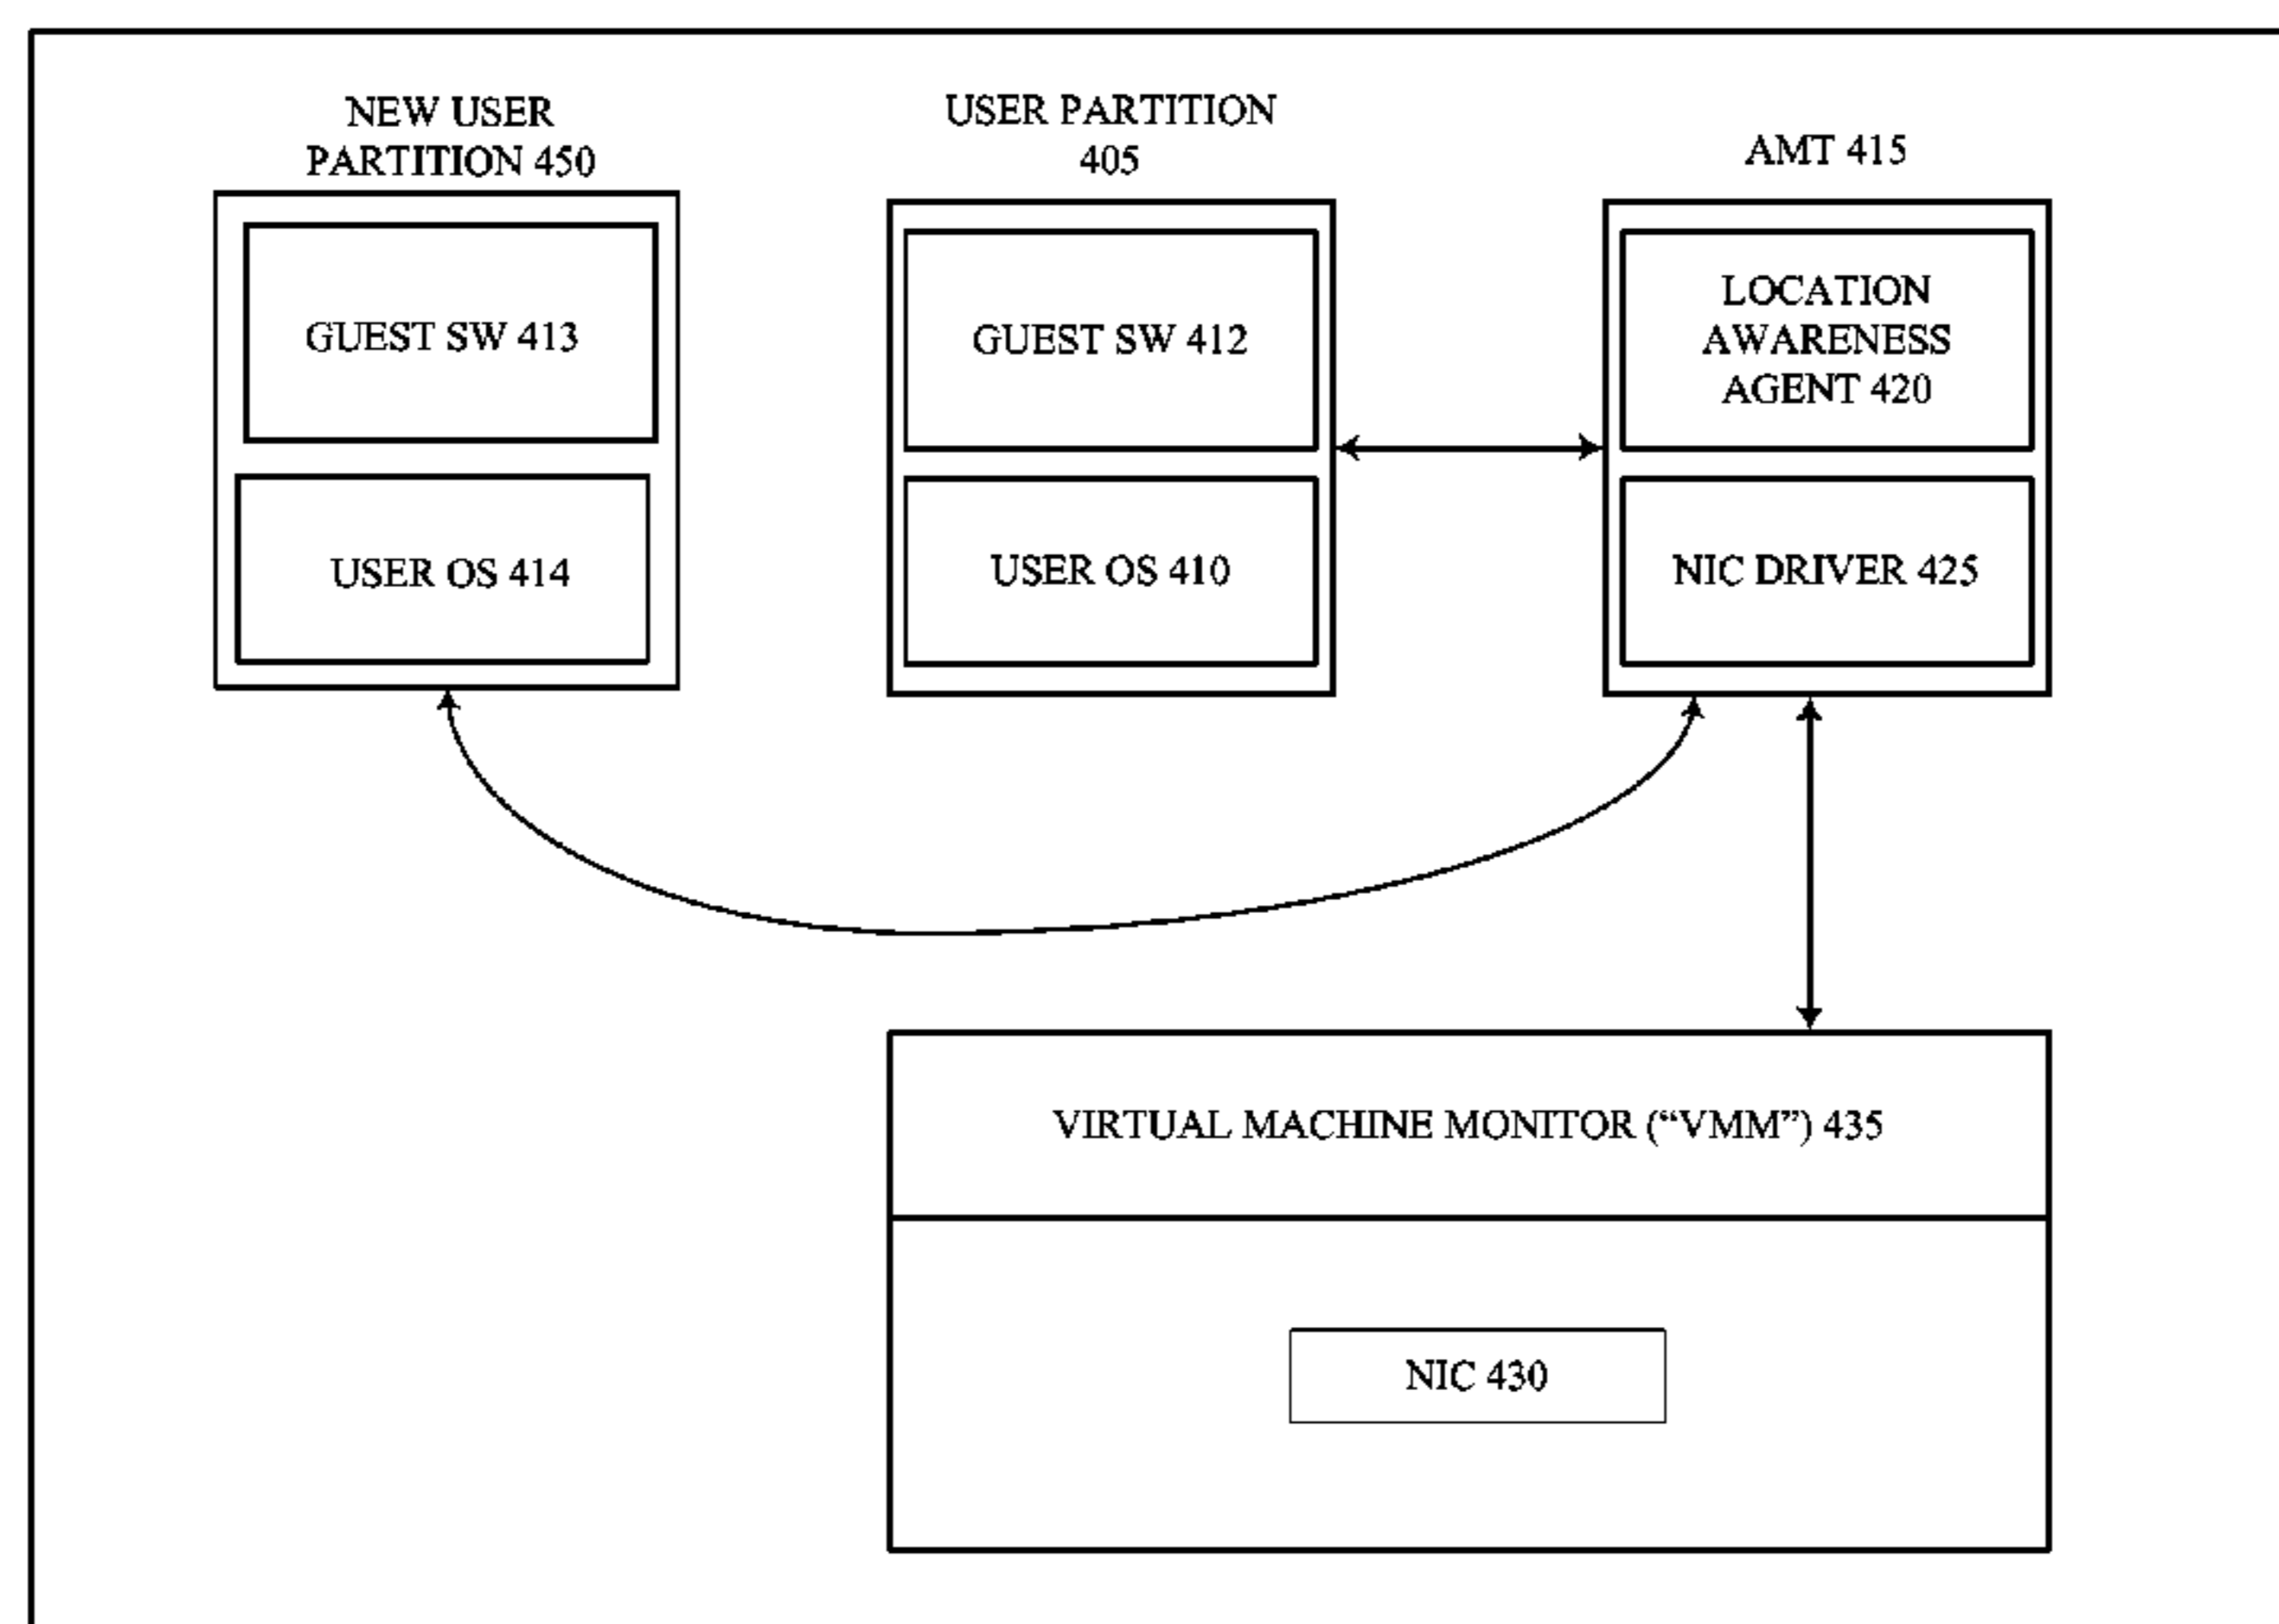 NEW USER
PARTITION 450
USER PARTITION
405
AMT 415
GUEST SW 413
GUEST SW 412
LOCATION
AWARENESS
AGENT 420
USER OS 414
USER OS 410
NIC DRIVER 425
VIRTUAL MACHINE MONITOR (“VMM”) 435
NIC 430